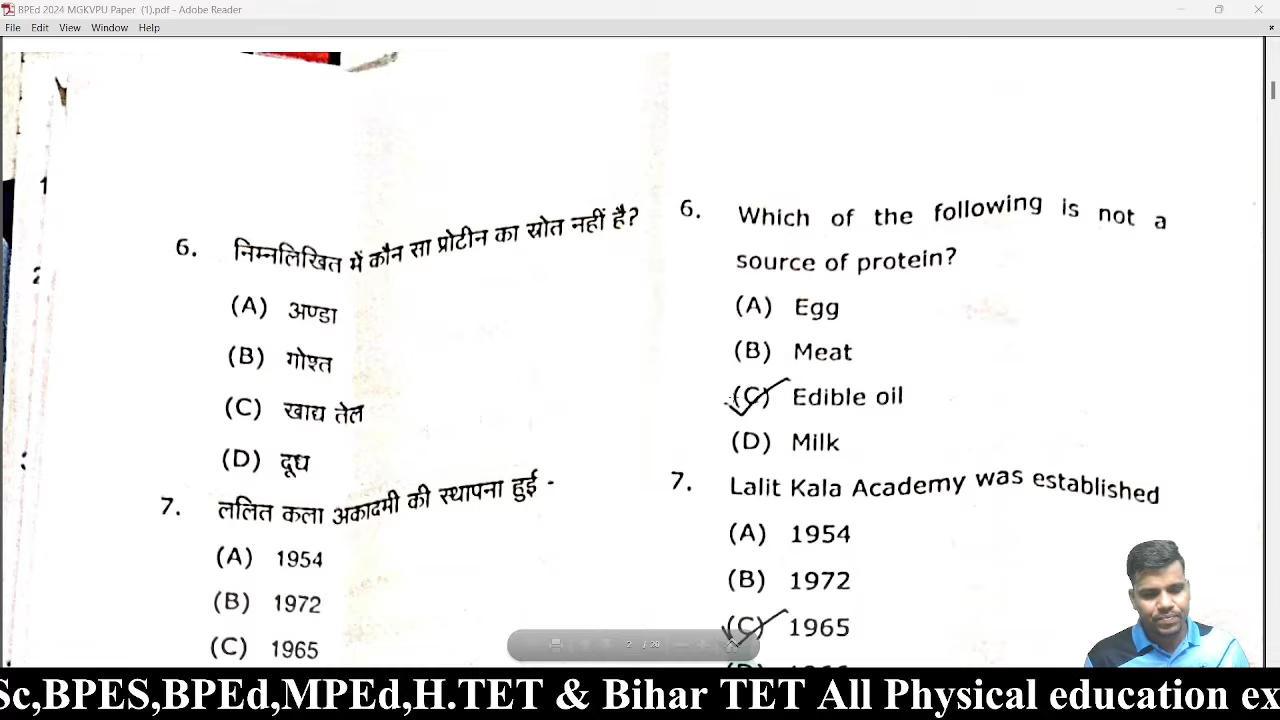 BPEd 2024 MGKVPU Paper (1).pdf - Adobe Reader
File Edit View Window Help
6. निम्नलिखित में कौन सा प्रोटीन का स्रोत नहीं है?
(A) अण्डा
(B) गोश्त
(C) खाद्य तेल
(D) दूध
7. ललित कला अकादमी की स्थापना हुई -
(A) 1954
(B) 1972
(C) 1965
6. Which of the following is not a
source of protein?
(A) Egg
(B) Meat
(C) Edible oil
(D) Milk
7. Lalit Kala Academy was established
(A) 1954
(B) 1972
(C) 1965
2 / 20
Sc,BPES,BPEd,MPEd,H.TET & Bihar TET All Physical education ex